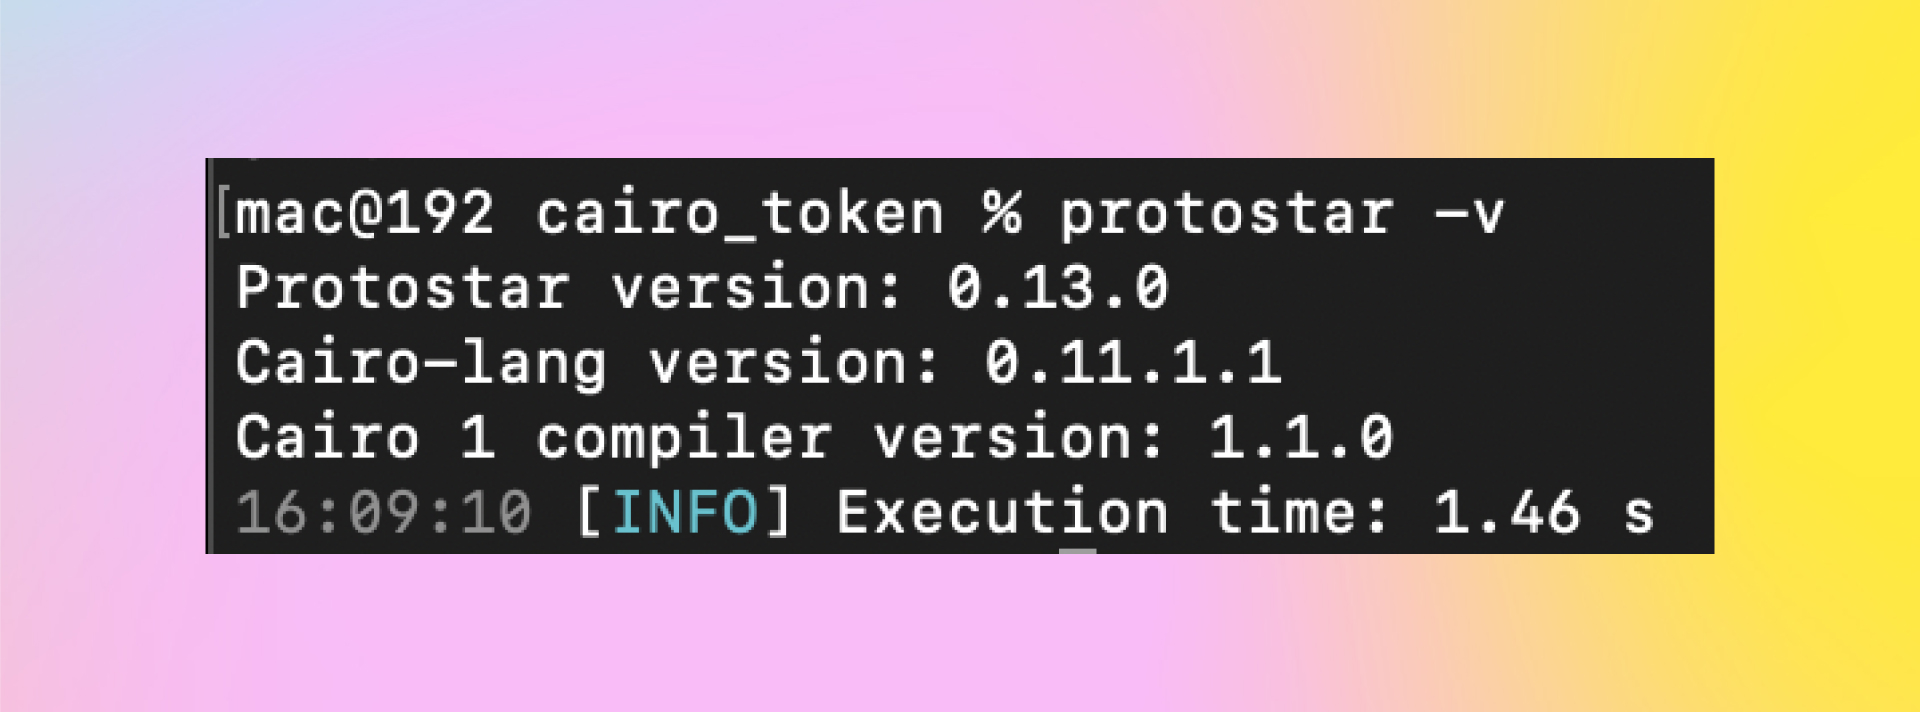 [mac@192 cairo_token % protostar -v
Protostar version: 0.13.0
Cairo-lang version: 0.11.1.1
Cairo 1 compiler version: 1.1.0
16:09:10 [INFO] Execution time: 1.46 s